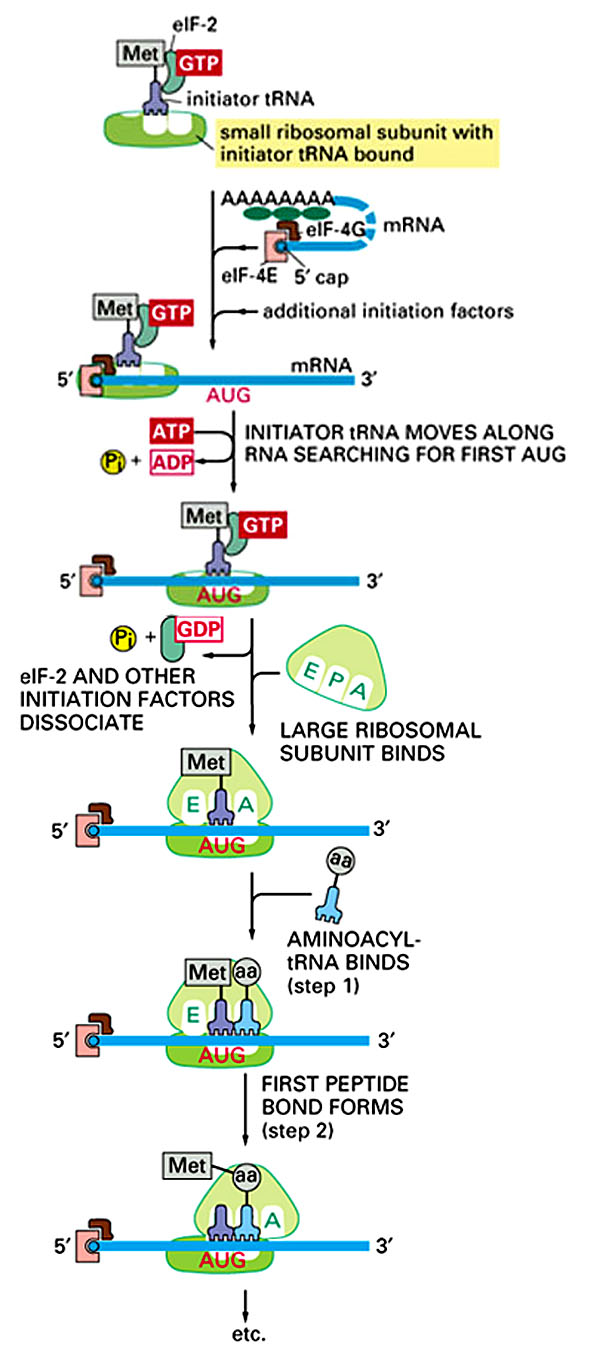 eIF-2
Met
GTP
initiator tRNA
small ribosomal subunit with
initiator tRNA bound
AAAAAAAA
eIF-4G
mRNA
eIF-4E
5′ cap
Met
GTP
additional initiation factors
mRNA
5′
3′
AUG
ATP
INITIATOR tRNA MOVES ALONG
Pi + ADP
RNA SEARCHING FOR FIRST AUG
Met
GTP
5′
3′
AUG
Pi + GDP
eIF-2 AND OTHER
INITIATION FACTORS
DISSOCIATE
E P A
LARGE RIBOSOMAL
SUBUNIT BINDS
Met
E A
5′
3′
AUG
aa
AMINOACYL-
tRNA BINDS
(step 1)
Met aa
E
5′
3′
AUG
FIRST PEPTIDE
BOND FORMS
(step 2)
Met
aa
A
5′
3′
AUG
etc.